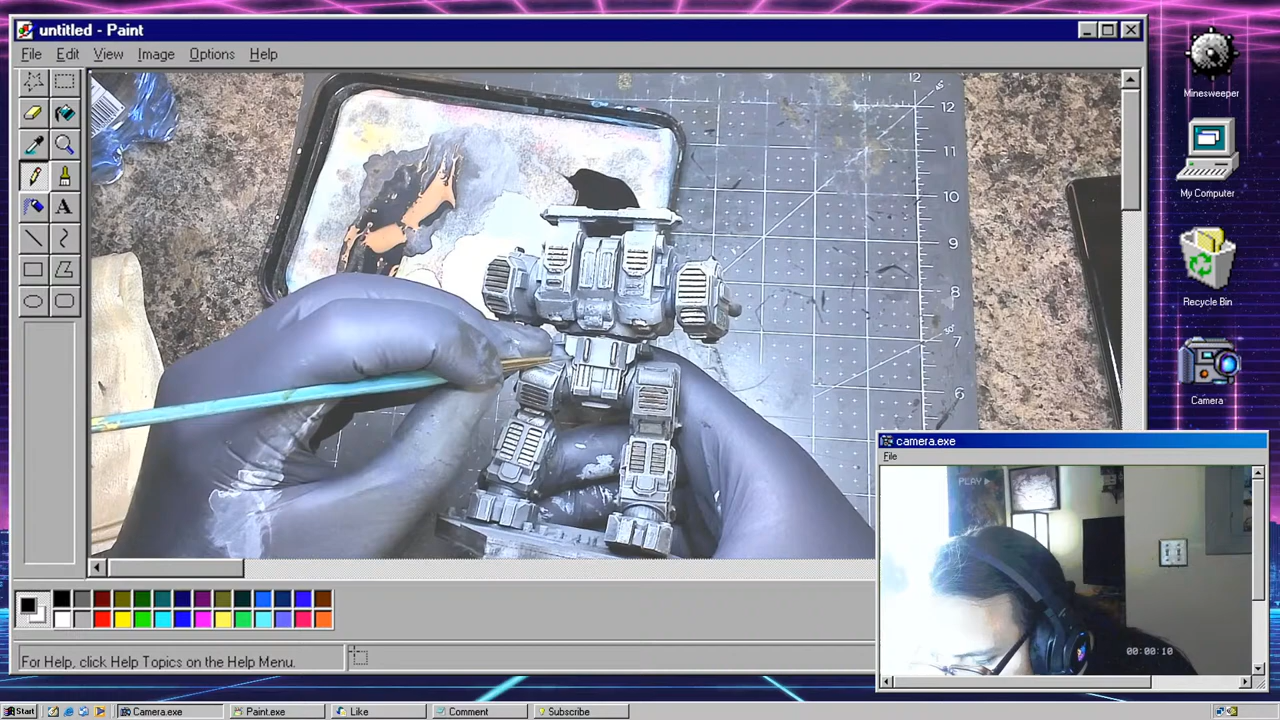 untitled - Paint
File Edit View Image Options Help
Minesweeper
My Computer
Recycle Bin
Camera
12
12
11
10
9
8
7
6
camera.exe
File
PLAY
00:00:10
For Help, click Help Topics on the Help Menu.
Start Camera.exe Paint.exe Like Comment Subscribe